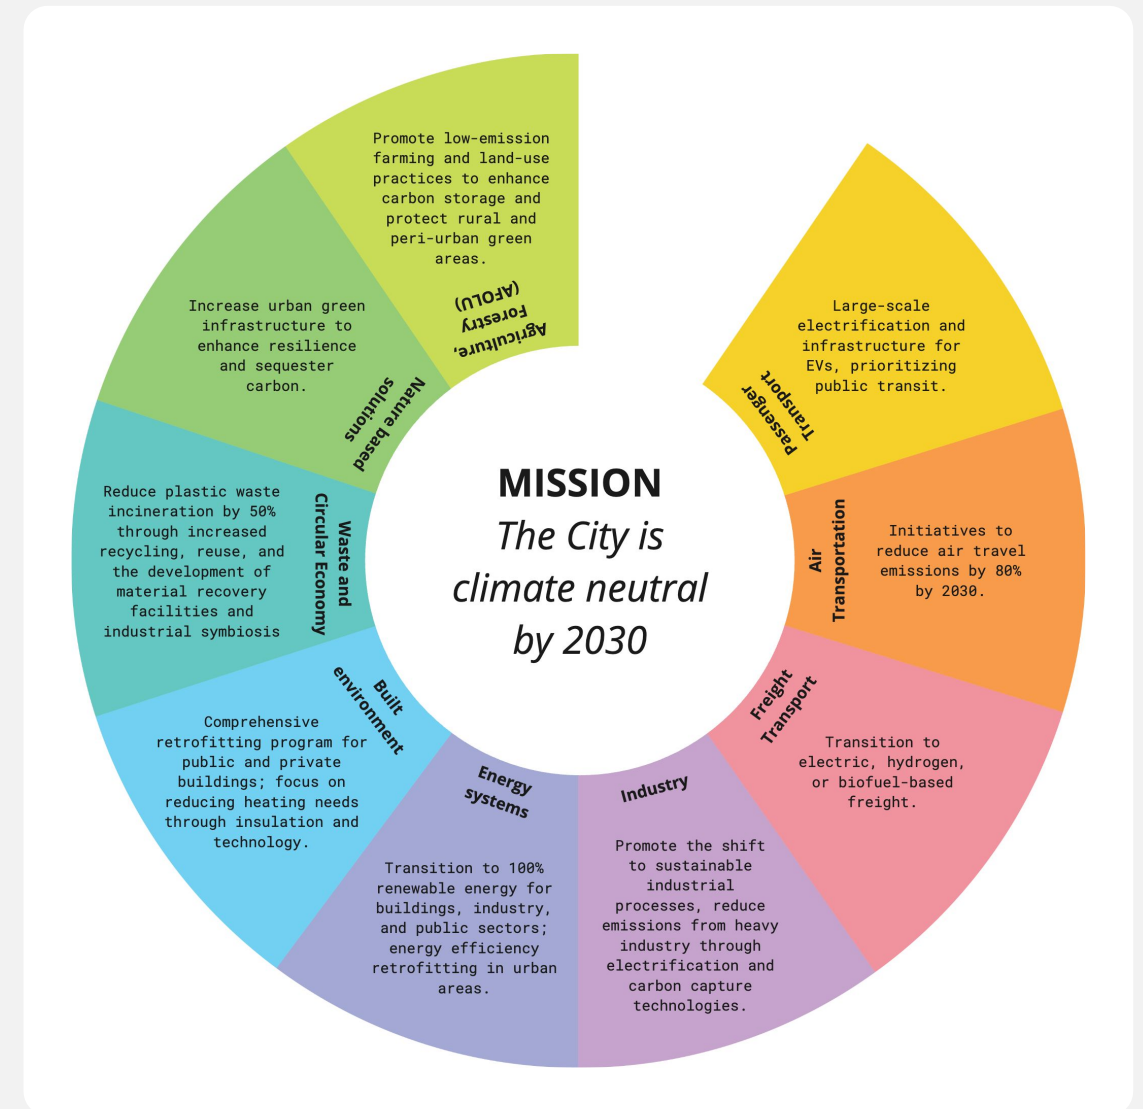 MISSION
The City is
climate neutral
by 2030
Large-scale
electrification and
infrastructure for
EVs, prioritizing
public transit.
Passenger
Transport
Initiatives to
reduce air travel
emissions by 80%
by 2030.
Air
Transportation
Transition to
electric, hydrogen,
or biofuel-based
freight.
Freight
Transport
Industry
Promote the shift
to sustainable
industrial
processes, reduce
emissions from heavy
industry through
electrification and
carbon capture
technologies.
Energy
systems
Transition to 100%
renewable energy for
buildings, industry,
and public sectors;
energy efficiency
retrofitting in urban
areas.
Built
environment
Comprehensive
retrofitting program for
public and private
buildings; focus on
reducing heating needs
through insulation and
technology.
Waste and
Circular Economy
Reduce plastic waste
incineration by 50%
through increased
recycling, reuse, and
the development of
material recovery
facilities and
industrial symbiosis
Nature based
solutions
Increase urban green
infrastructure to
enhance resilience
and sequester
carbon.
Agriculture,
Forestry
(AFOLU)
Promote low-emission
farming and land-use
practices to enhance
carbon storage and
protect rural and
peri-urban green
areas.